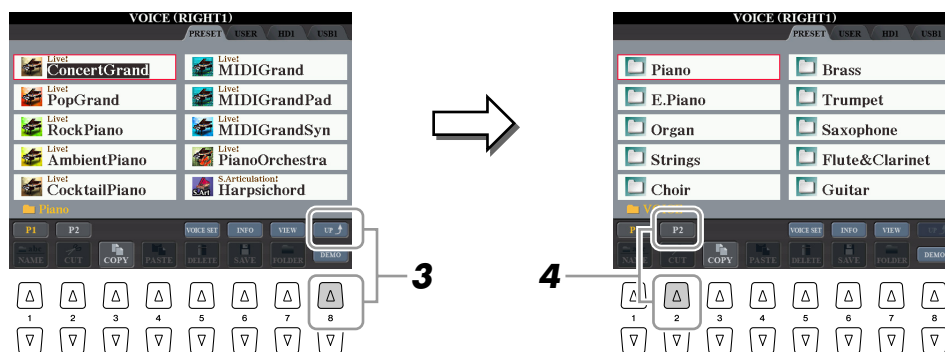 VOICE (RIGHT1)
PRESET USER HD1 USB1
Live! ConcertGrand
Live! MIDIGrand
Live! PopGrand
Live! MIDIGrandPad
Live! RockPiano
Live! MIDIGrandSyn
Live! AmbientPiano
Live! PianoOrchestra
Live! CocktailPiano
S.Art S.Articulation! Harpsichord
Piano
P1 P2 VOICE SET INFO VIEW UP
NAME CUT COPY PASTE DELETE SAVE FOLDER DEMO
1 2 3 4 5 6 7 8
3
VOICE (RIGHT1)
PRESET USER HD1 USB1
Piano
Brass
E.Piano
Trumpet
Organ
Saxophone
Strings
Flute&Clarinet
Choir
Guitar
P2 VOICE SET INFO VIEW UP
NAME CUT COPY PASTE DELETE SAVE FOLDER DEMO
4
1 2 3 4 5 6 7 8